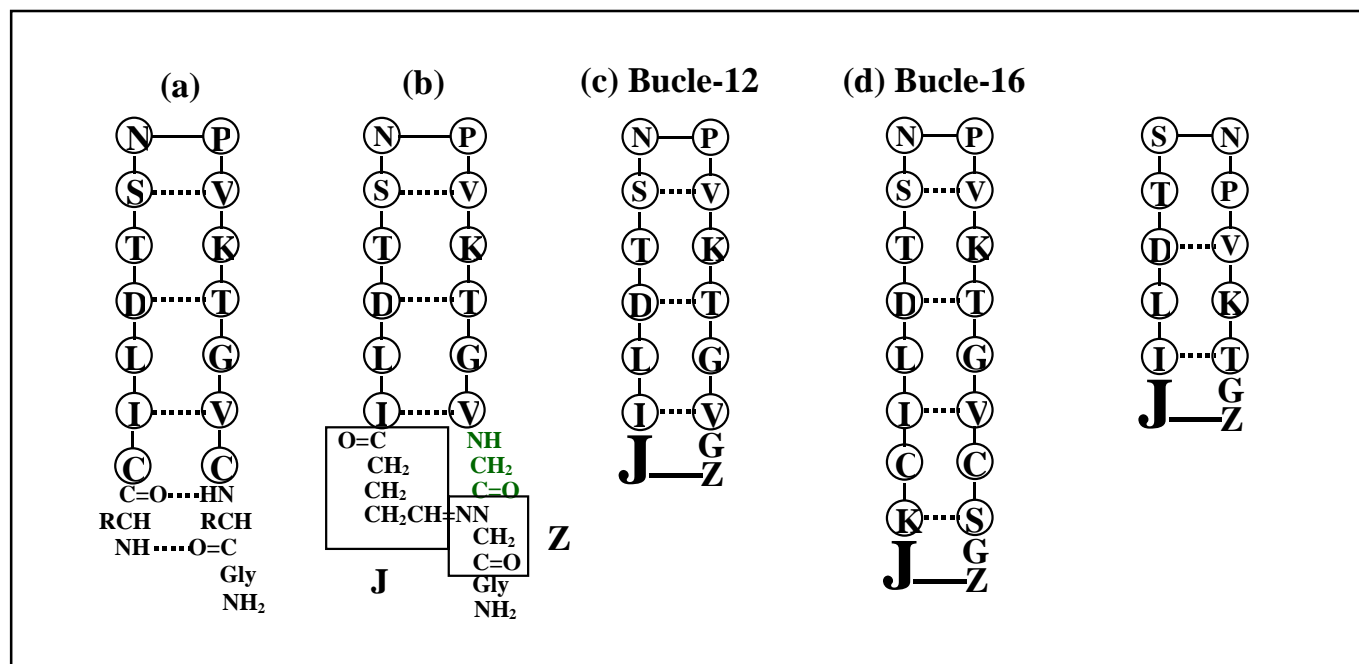 (a) (b) (c) Bucle-12 (d) Bucle-16
N P N P N P N P S N
S V S V S V S V T P
T K T K T K T K D V
D T D T D T D T L K
L G L G L G L G I T
I V I V I V I V J G
C C O=C NH J G C C Z
C=O HN CH₂ CH₂ Z K S
RCH RCH CH₂ C=O J G
NH O=C CH₂CH=NN Z
Gly CH₂ Z
NH₂ C=O
J Gly
NH₂